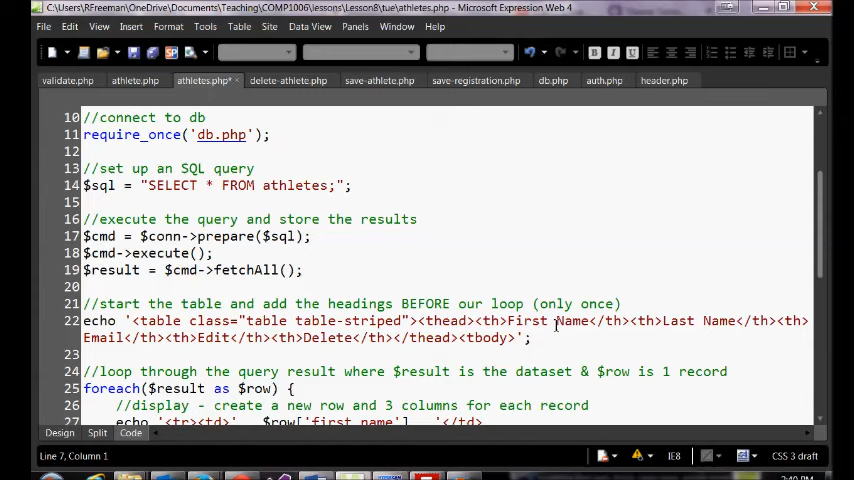 C:\Users\RFreeman\OneDrive\Documents\Teaching\COMP1006\lessons\Lesson8\tue\athletes.php - Microsoft Expression Web 4
File Edit View Insert Format Tools Table Site Data View Panels Window Help
validate.php athlete.php athletes.php* × delete-athlete.php save-athlete.php save-registration.php db.php auth.php header.php
10 //connect to db
11 require_once('db.php');
12
13 //set up an SQL query
14 $sql = "SELECT * FROM athletes;";
15
16 //execute the query and store the results
17 $cmd = $conn->prepare($sql);
18 $cmd->execute();
19 $result = $cmd->fetchAll();
20
21 //start the table and add the headings BEFORE our loop (only once)
22 echo '<table class="table table-striped"><thead><th>First Name</th><th>Last Name</th><th>
Email</th><th>Edit</th><th>Delete</th></thead><tbody>';
23
24 //loop through the query result where $result is the dataset & $row is 1 record
25 foreach($result as $row) {
26 //display - create a new row and 3 columns for each record
27 echo '<tr><td>' . $row['first_name'] . '</td>
Design Split Code
Line 7, Column 1 IE8 CSS 3 draft